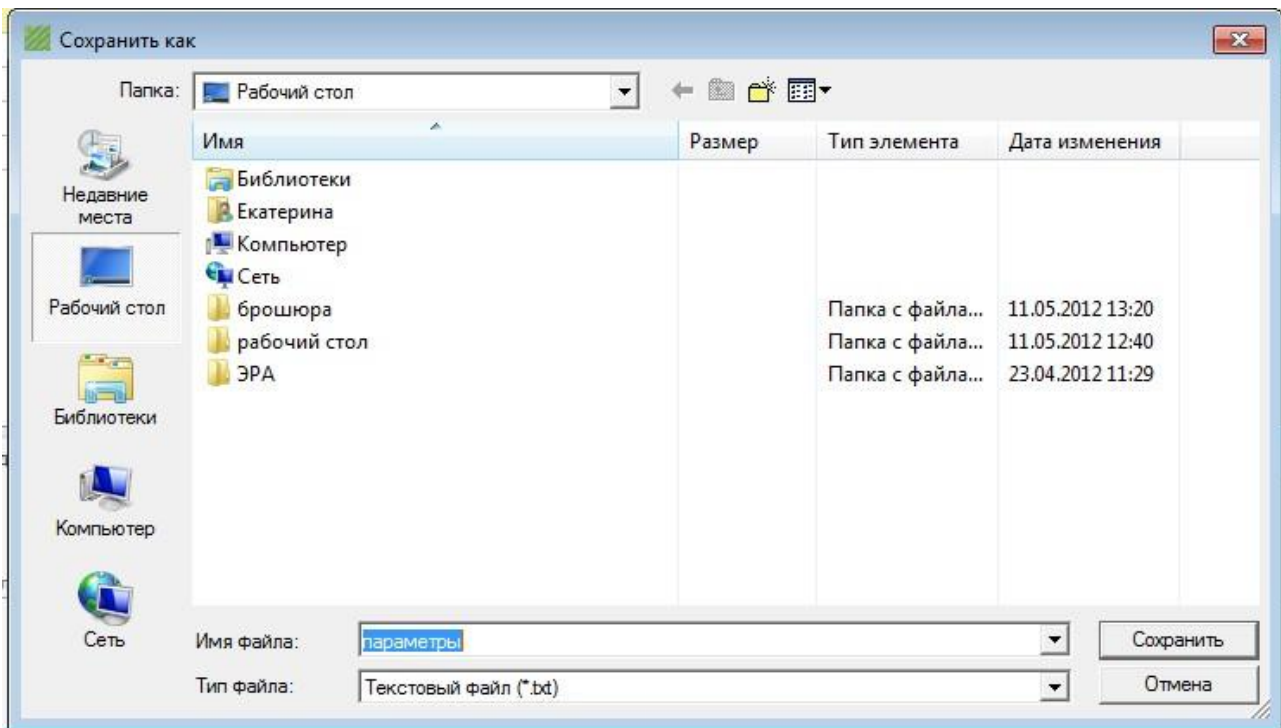 Сохранить как
Папка: Рабочий стол
Имя Размер Тип элемента Дата изменения
Недавние
места
Рабочий стол
Библиотеки
Компьютер
Сеть
Библиотеки
Екатерина
Компьютер
Сеть
брошюра Папка с файла... 11.05.2012 13:20
рабочий стол Папка с файла... 11.05.2012 12:40
ЭРА Папка с файла... 23.04.2012 11:29
Имя файла: параметры Сохранить
Тип файла: Текстовый файл (*.txt) Отмена